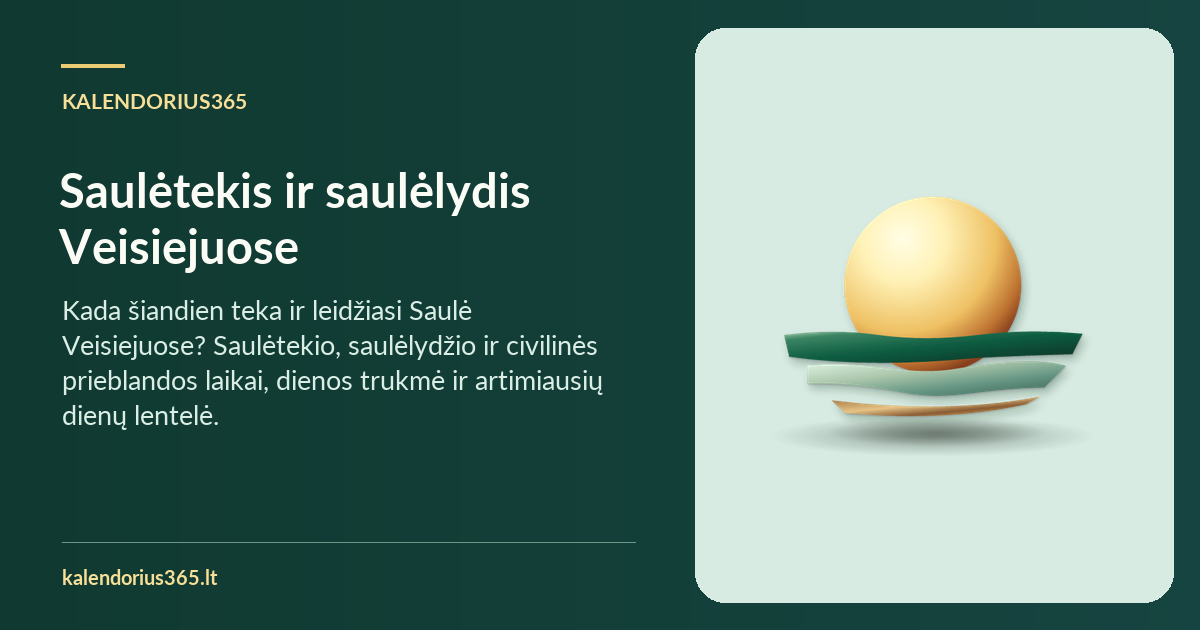 KALENDORIUS365
Saulėtekis ir saulėlydis
Veisiejuose
Kada šiandien teka ir leidžiasi Saulė
Veisiejuose? Saulėtekio, saulėlydžio ir civilinės
prieblandos laikai, dienos trukmė ir artimiausių
dienų lentelė.
kalendorius365.lt